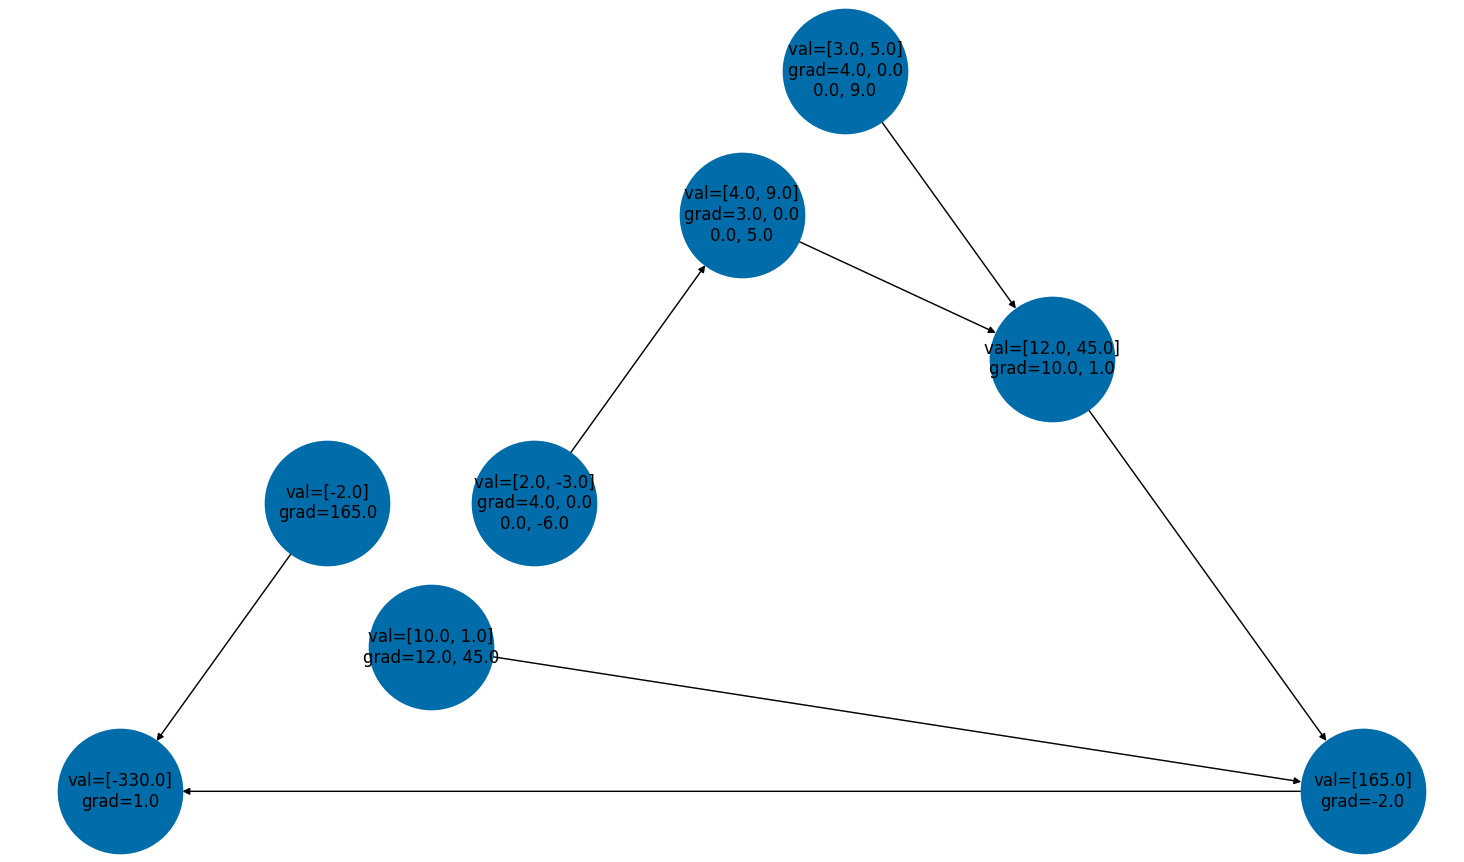 val=[3.0, 5.0]
grad=4.0, 0.0
0.0, 9.0
val=[4.0, 9.0]
grad=3.0, 0.0
0.0, 5.0
val=[12.0, 45.0]
grad=10.0, 1.0
val=[-2.0]
grad=165.0
val=[2.0, -3.0]
grad=4.0, 0.0
0.0, -6.0
val=[10.0, 1.0]
grad=12.0, 45.0
val=[-330.0]
grad=1.0
val=[165.0]
grad=-2.0